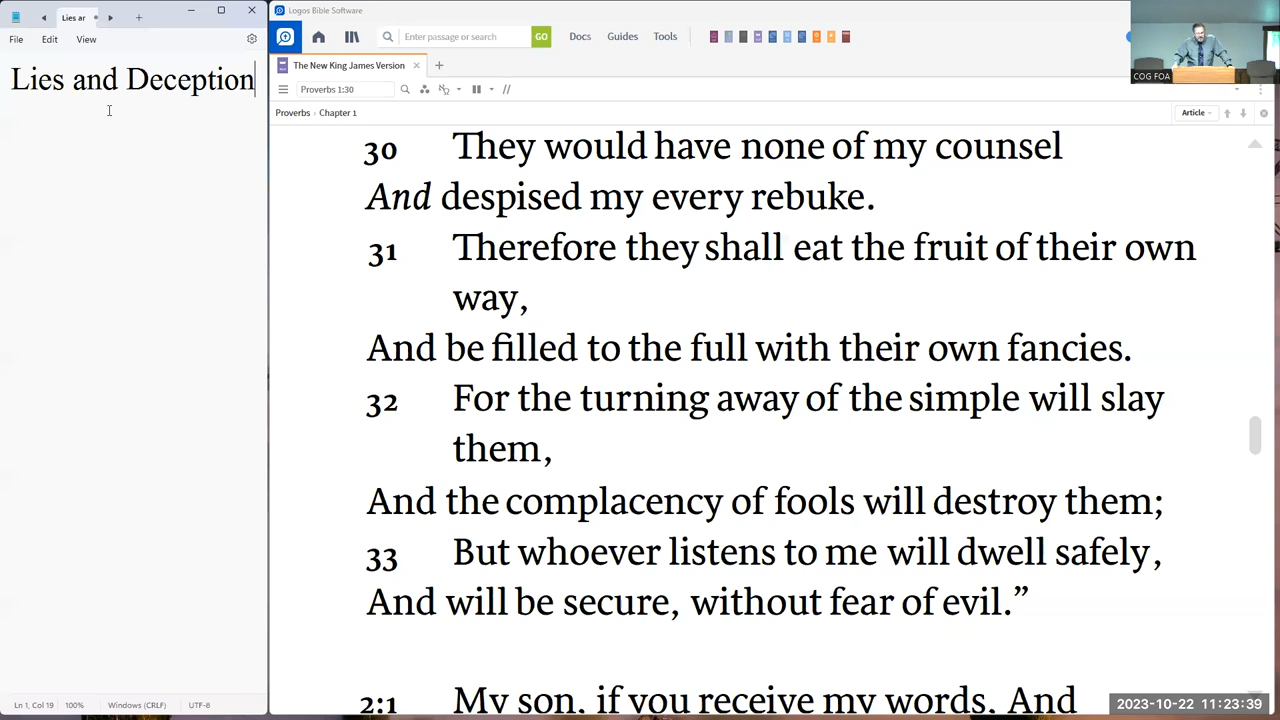 Lies ar
File Edit View
Lies and Deception
Ln 1, Col 19 100% Windows (CRLF) UTF-8
Logos Bible Software
Enter passage or search GO Docs Guides Tools
The New King James Version
Proverbs 1:30
Proverbs › Chapter 1 Article
COG FOA
30 They would have none of my counsel
And despised my every rebuke.
31 Therefore they shall eat the fruit of their own
way,
And be filled to the full with their own fancies.
32 For the turning away of the simple will slay
them,
And the complacency of fools will destroy them;
33 But whoever listens to me will dwell safely,
And will be secure, without fear of evil.”
2:1 My son, if you receive my words, And
2023-10-22 11:23:39